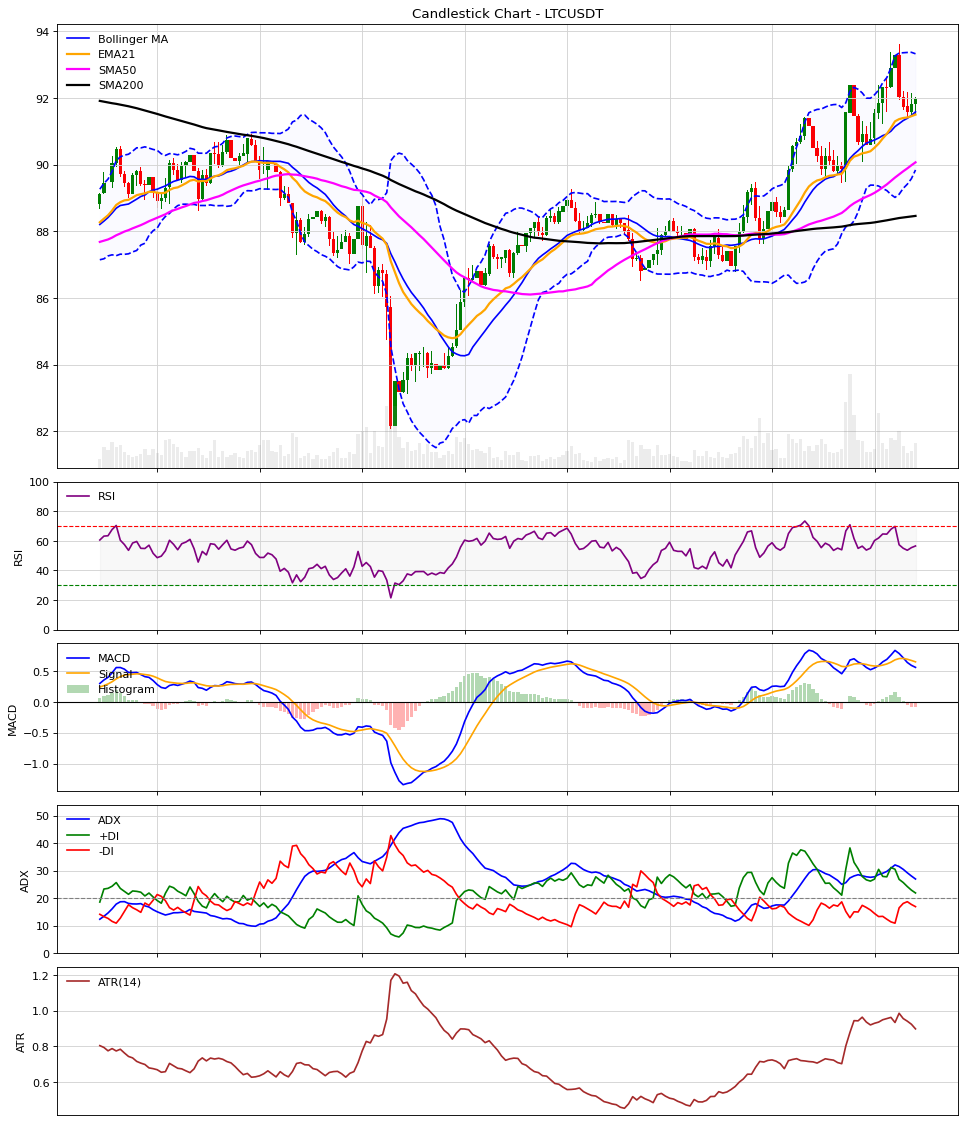 Candlestick Chart - LTCUSDT
94
92
90
88
86
84
82
Bollinger MA
EMA21
SMA50
SMA200
100
80
60
40
20
0
RSI
RSI
0.5
0.0
−0.5
−1.0
MACD
MACD
Signal
Histogram
50
40
30
20
10
0
ADX
ADX
+DI
-DI
1.2
1.0
0.8
0.6
ATR
ATR(14)